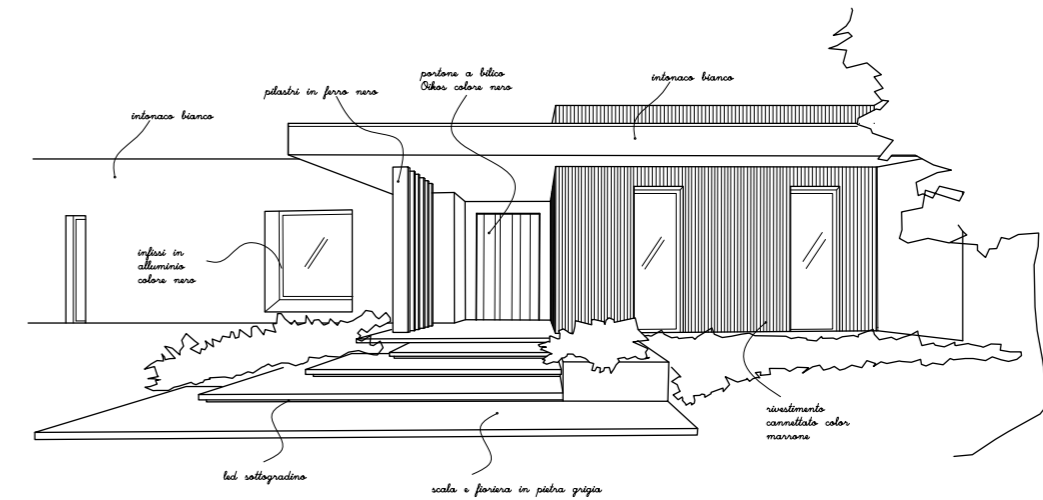 portone a bilico
Oikos colore nero
intonaco bianco
pilastri in ferro nero
intonaco bianco
infissi in
alluminio
colore nero
rivestimento
cannettato color
marrone
led sottogradino
scala e fioriera in pietra grigia